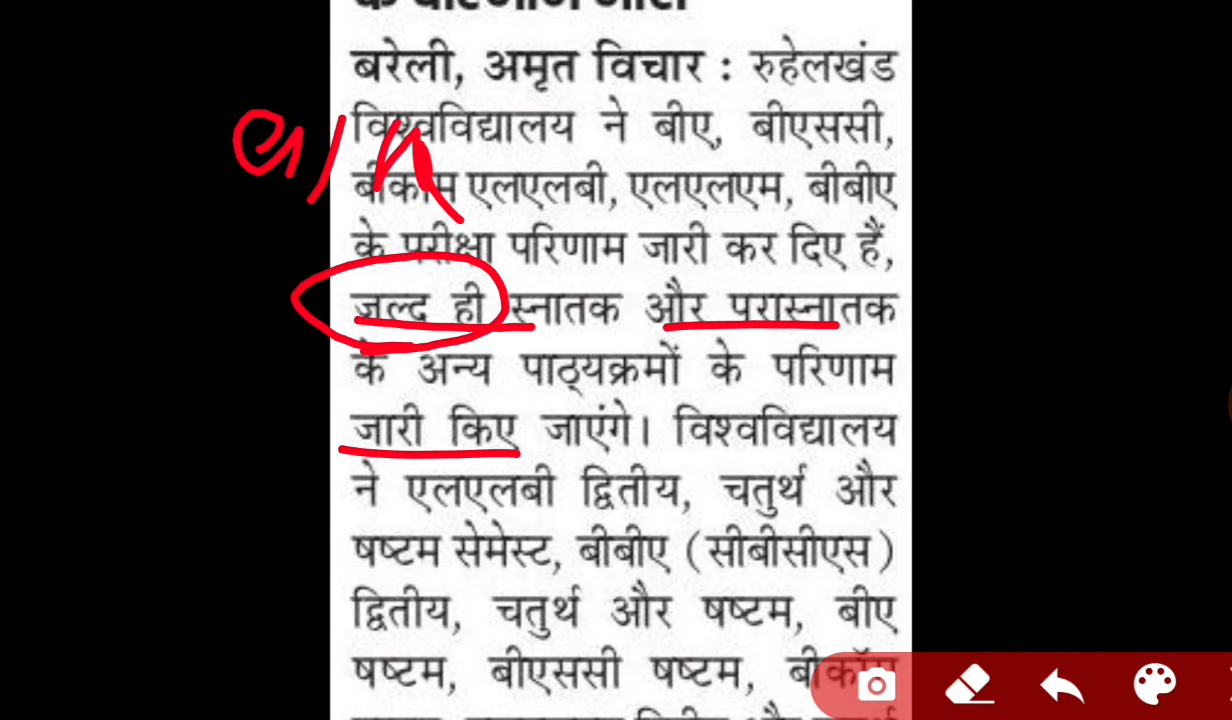 बरेली, अमृत विचार : रुहेलखंड
विश्वविद्यालय ने बीए, बीएससी,
बीकॉम एलएलबी, एलएलएम, बीबीए
के परीक्षा परिणाम जारी कर दिए हैं,
जल्द ही स्नातक और परास्नातक
के अन्य पाठ्यक्रमों के परिणाम
जारी किए जाएंगे। विश्वविद्यालय
ने एलएलबी द्वितीय, चतुर्थ और
षष्टम सेमेस्ट, बीबीए (सीबीसीएस)
द्वितीय, चतुर्थ और षष्टम, बीए
षष्टम, बीएससी षष्टम, बीकॉम